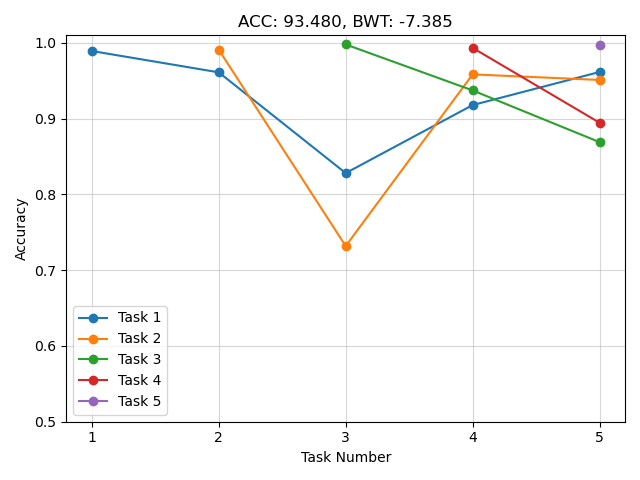 ACC: 93.480, BWT: -7.385
1.0
0.9
0.8
0.7
0.6
0.5
Accuracy
Task 1
Task 2
Task 3
Task 4
Task 5
1 2 3 4 5
Task Number